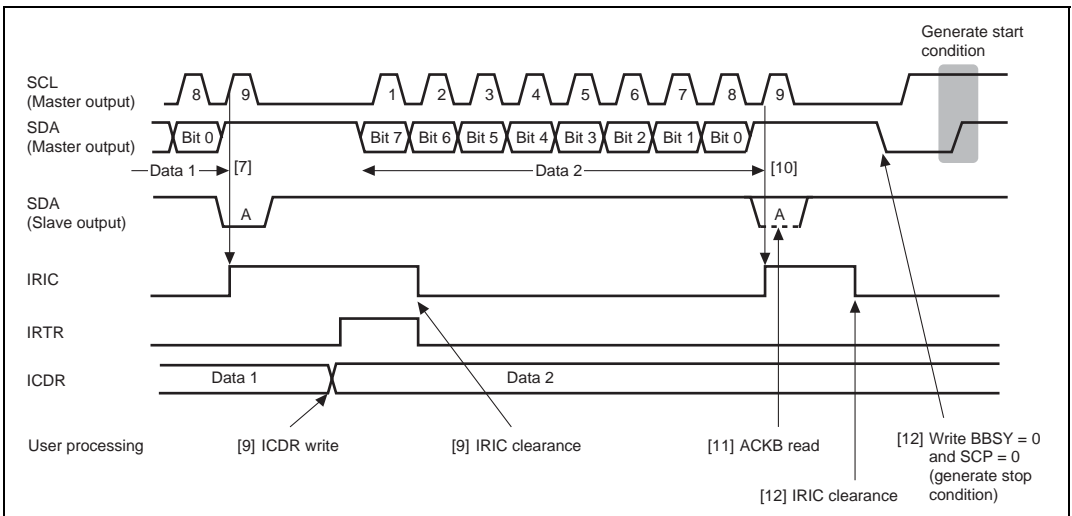 Generate start
condition
SCL
(Master output)
8 9 1 2 3 4 5 6 7 8 9
SDA
(Master output)
Bit 0 Bit 7 Bit 6 Bit 5 Bit 4 Bit 3 Bit 2 Bit 1 Bit 0
Data 1 [7] Data 2 [10]
SDA
(Slave output)
A A
IRIC
IRTR
ICDR
Data 1 Data 2
User processing
[9] ICDR write
[9] IRIC clearance
[11] ACKB read
[12] IRIC clearance
[12] Write BBSY = 0
and SCP = 0
(generate stop
condition)